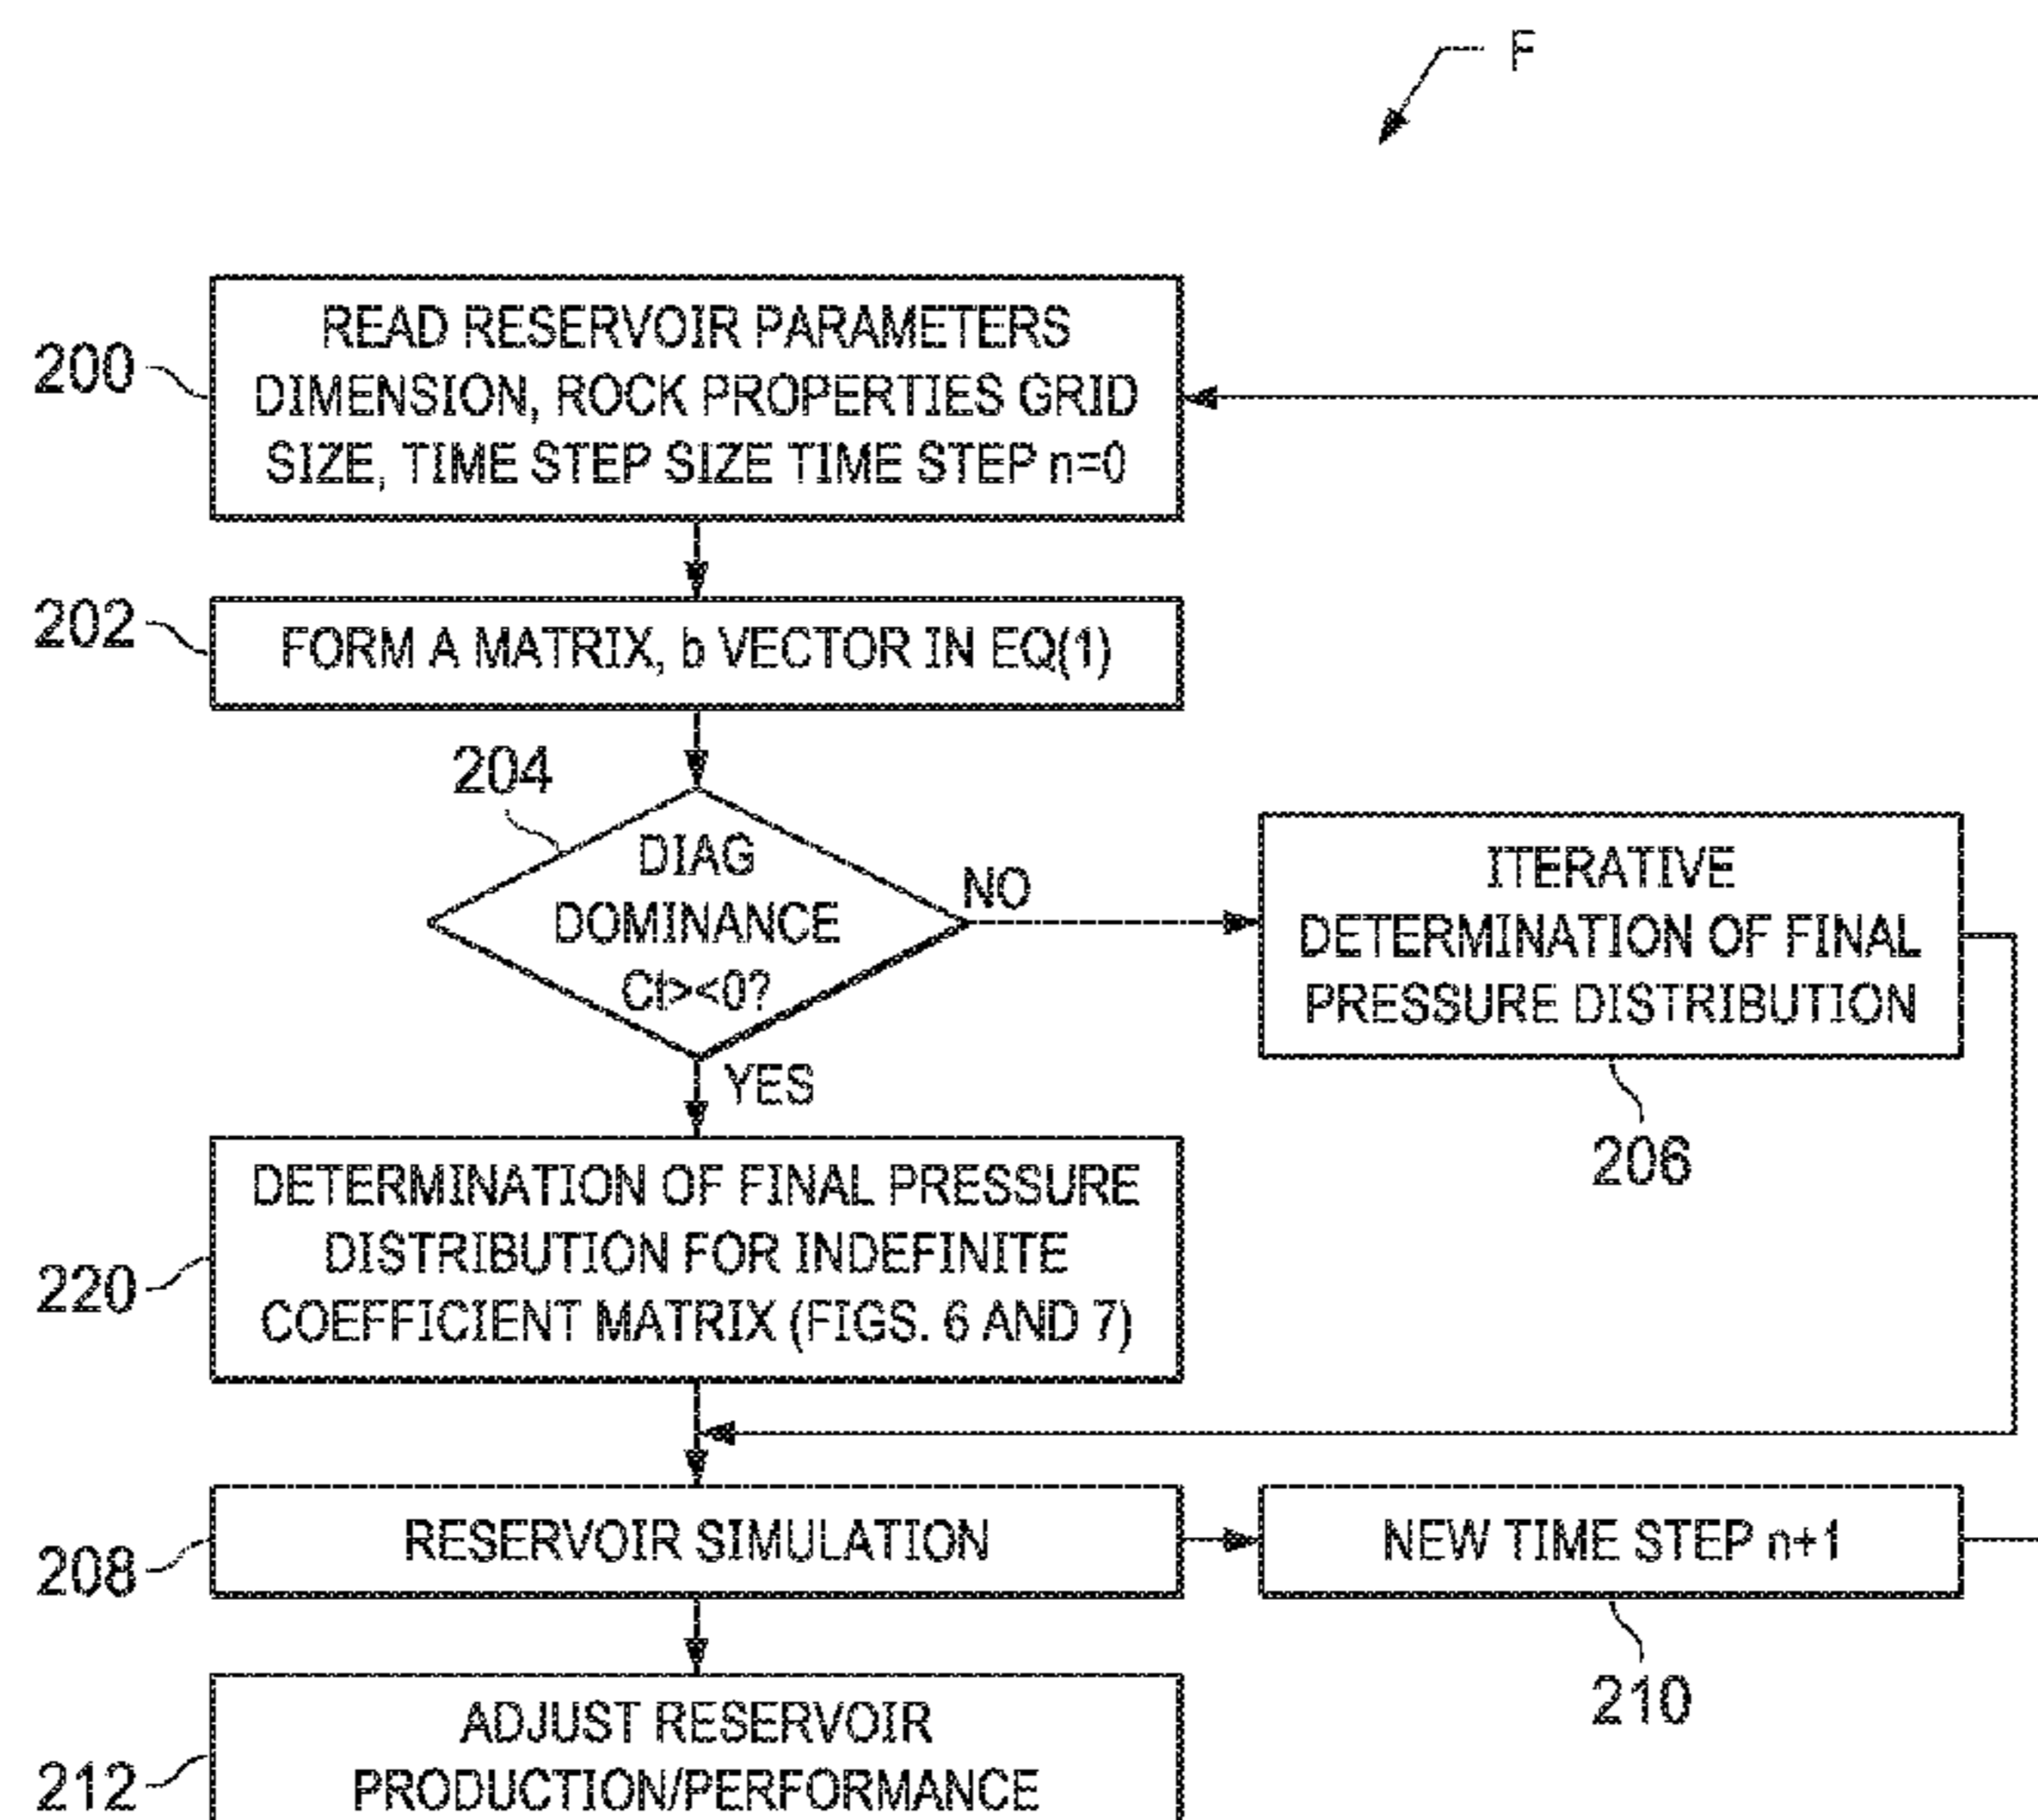 F
200
READ RESERVOIR PARAMETERS
DIMENSION, ROCK PROPERTIES GRID
SIZE, TIME STEP SIZE TIME STEP n=0
202
FORM A MATRIX, b VECTOR IN EQ(1)
204
DIAG
DOMINANCE
Ct><0?
NO
YES
ITERATIVE
DETERMINATION OF FINAL
PRESSURE DISTRIBUTION
206
220
DETERMINATION OF FINAL PRESSURE
DISTRIBUTION FOR INDEFINITE
COEFFICIENT MATRIX (FIGS. 6 AND 7)
208
RESERVOIR SIMULATION
NEW TIME STEP n+1
210
212
ADJUST RESERVOIR
PRODUCTION/PERFORMANCE